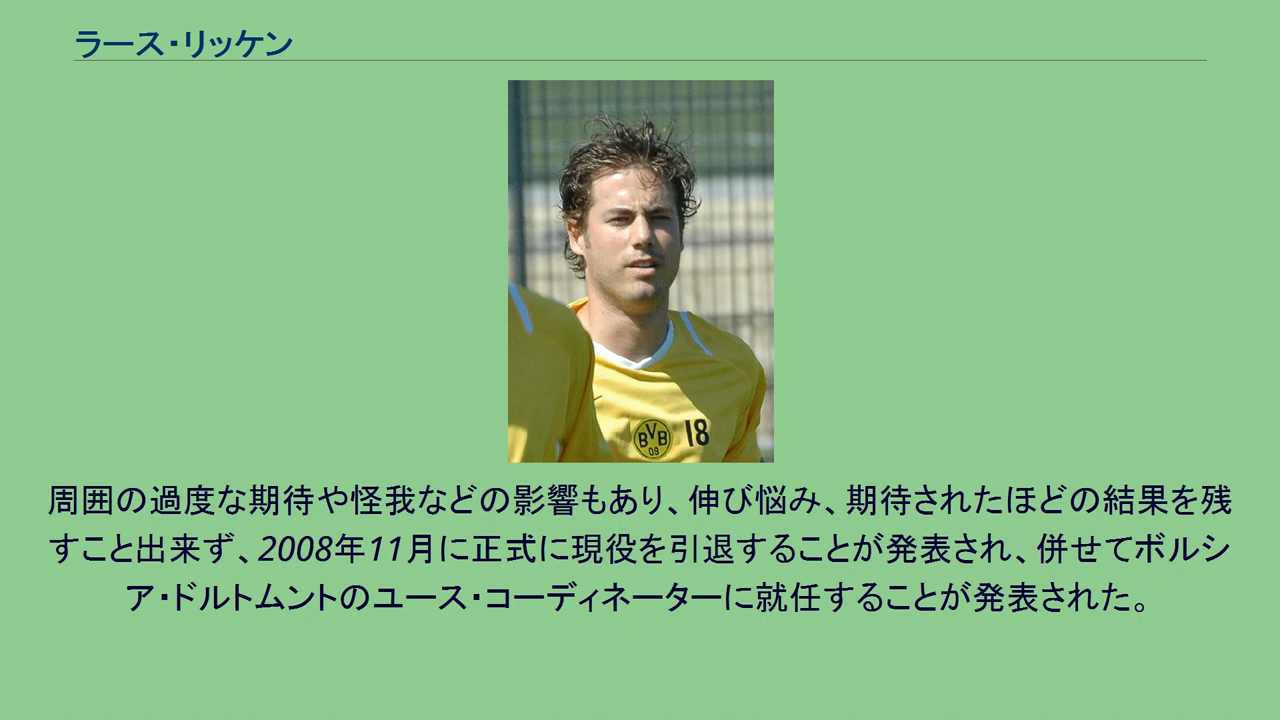 ラース・リッケン
BVB
09
18
周囲の過度な期待や怪我などの影響もあり、伸び悩み、期待されたほどの結果を残
すこと出来ず、2008年11月に正式に現役を引退することが発表され、併せてボルシ
ア・ドルトムントのユース・コーディネーターに就任することが発表された。